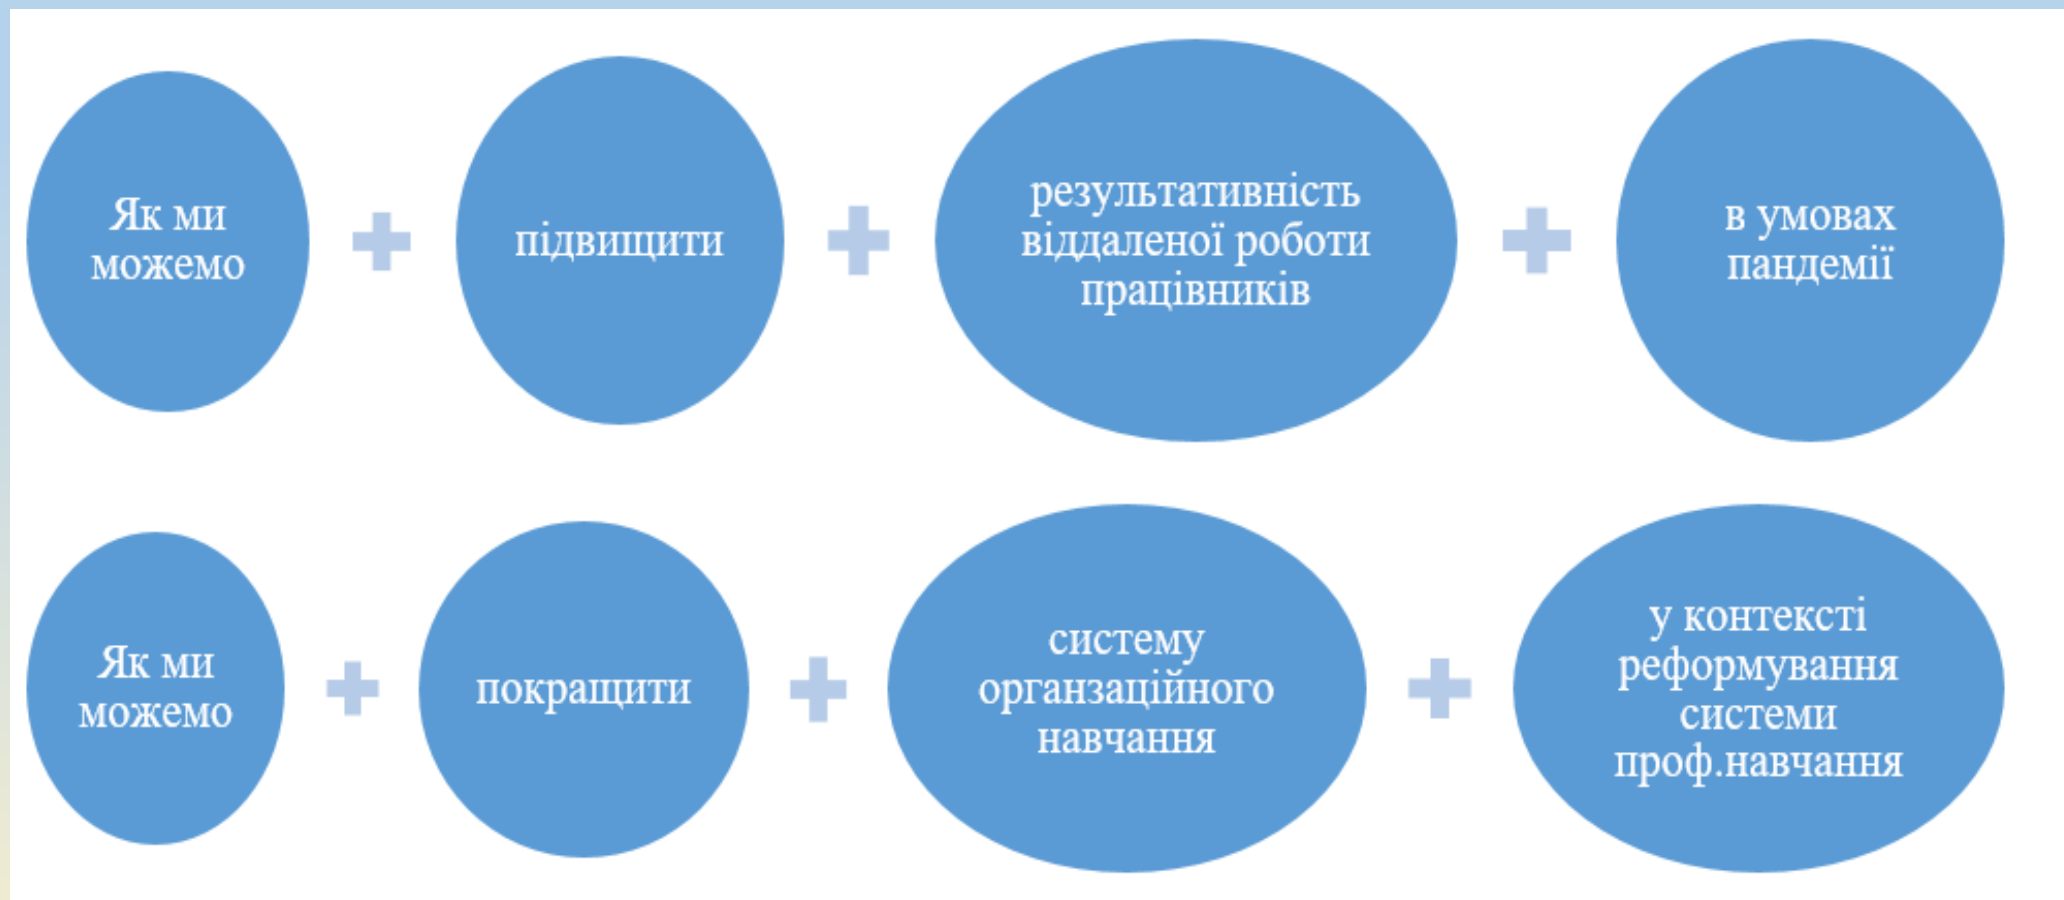 Як ми
можемо
підвищити
результативність
віддаленої роботи
працівників
в умовах
пандемії
Як ми
можемо
покращити
систему
органзаційного
навчання
у контексті
реформування
системи
проф.навчання